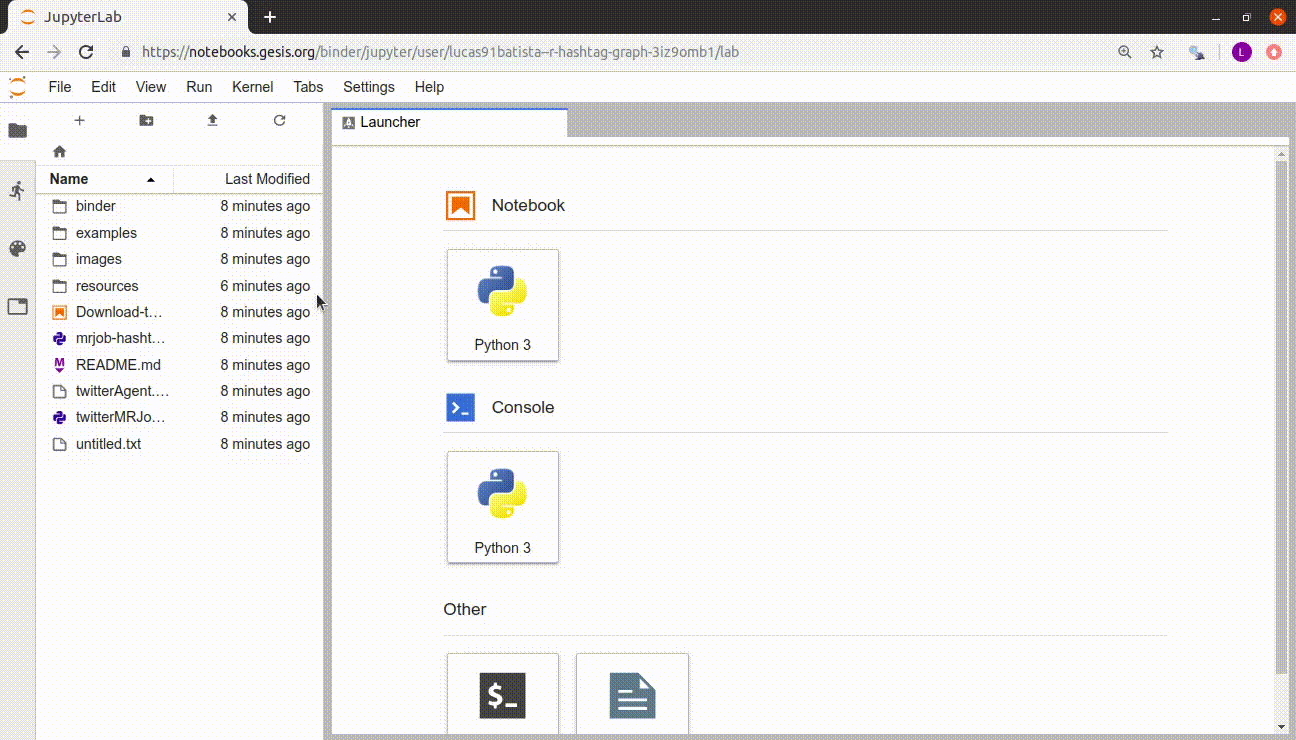 JupyterLab
https://notebooks.gesis.org/binder/jupyter/user/lucas91batista--r-hashtag-graph-3iz9omb1/lab
L
File Edit View Run Kernel Tabs Settings Help
Launcher
Name Last Modified
binder 8 minutes ago
examples 8 minutes ago
images 8 minutes ago
resources 6 minutes ago
Download-t... 8 minutes ago
mrjob-hasht... 8 minutes ago
M README.md 8 minutes ago
twitterAgent.... 8 minutes ago
twitterMRJo... 8 minutes ago
untitled.txt 8 minutes ago
Notebook
Python 3
Console
Python 3
Other
$_